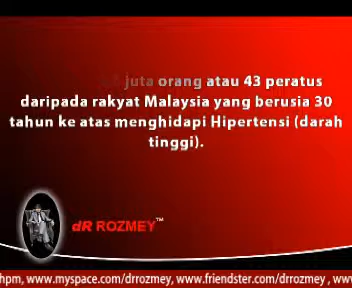 juta orang atau 43 peratus
daripada rakyat Malaysia yang berusia 30
tahun ke atas menghidapi Hipertensi (darah
tinggi).
dR ROZMEY™
hpm, www.myspace.com/drrozmey, www.friendster.com/drrozmey , www